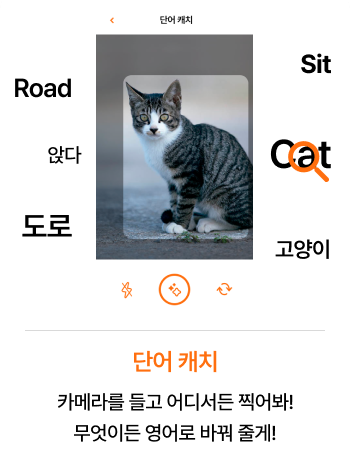 단어 캐치
Sit
Road
Cat
앉다
도로
고양이
단어 캐치
카메라를 들고 어디서든 찍어봐!
무엇이든 영어로 바꿔 줄게!